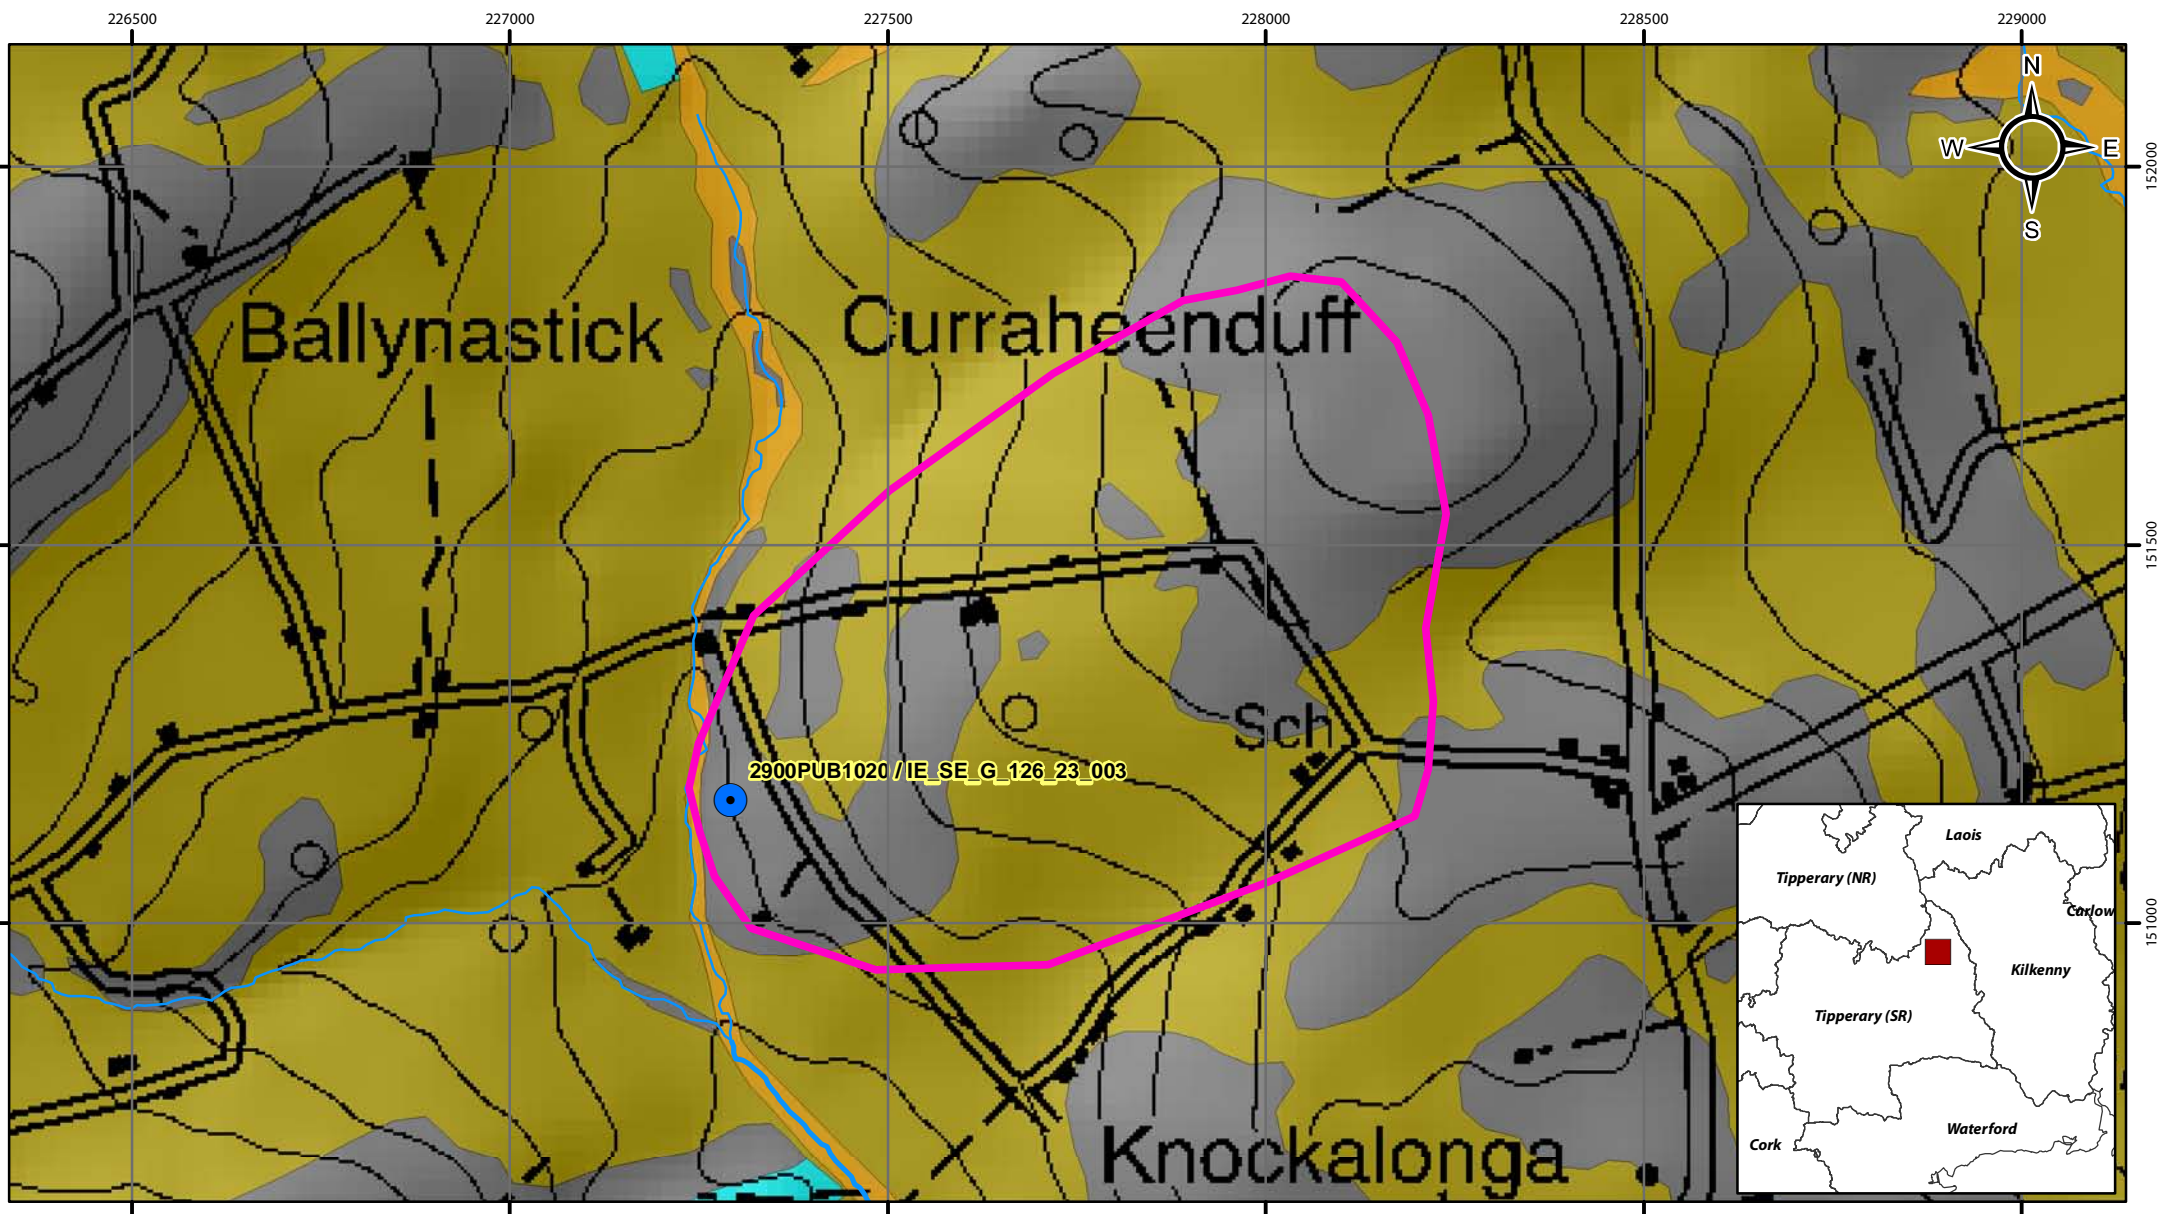 226500 227000 227500 228000 228500 229000
N
W E
S
152000
Ballynastick
Curraheenduff
151500
Sch
2900PUB1020 / IE_SE_G_126_23_003
151000
Knockalonga
Laois
Tipperary (NR)
Carlow
Kilkenny
Tipperary (SR)
Waterford
Cork